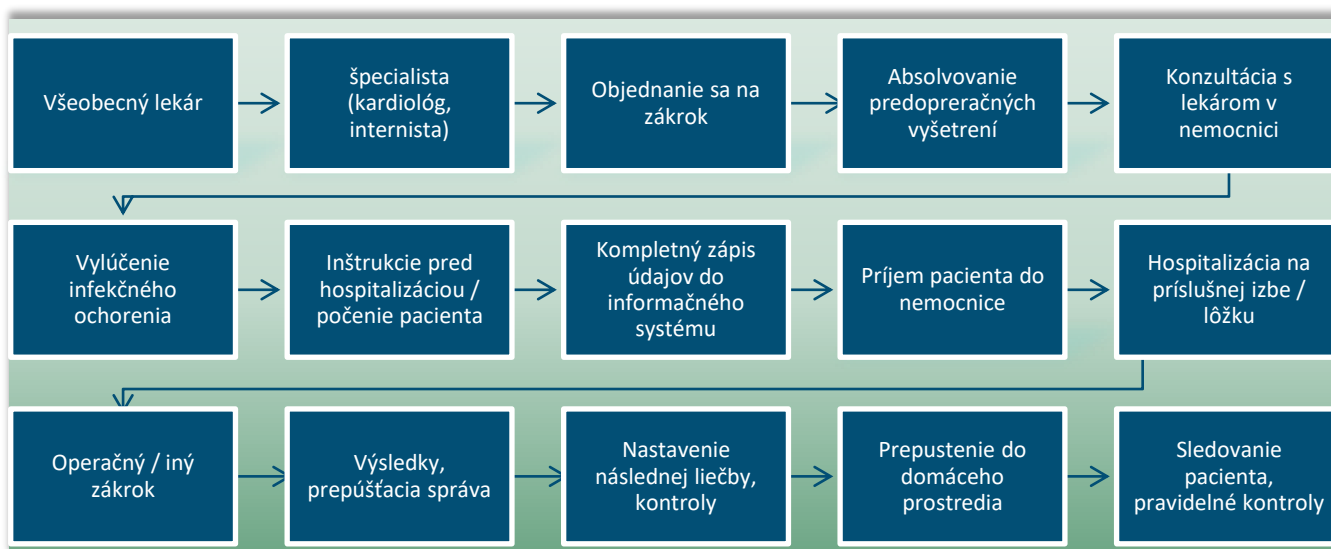 Všeobecný lekár
špecialista
(kardiológ,
internista)
Objednanie sa na
zákrok
Absolvovanie
predopreračných
vyšetrení
Konzultácia s
lekárom v
nemocnici
Vylúčenie
infekčného
ochorenia
Inštrukcie pred
hospitalizáciou /
počenie pacienta
Kompletný zápis
údajov do
informačného
systému
Príjem pacienta do
nemocnice
Hospitalizácia na
príslušnej izbe /
lôžku
Operačný / iný
zákrok
Výsledky,
prepúšťacia správa
Nastavenie
následnej liečby,
kontroly
Prepustenie do
domáceho
prostredia
Sledovanie
pacienta,
pravidelné kontroly